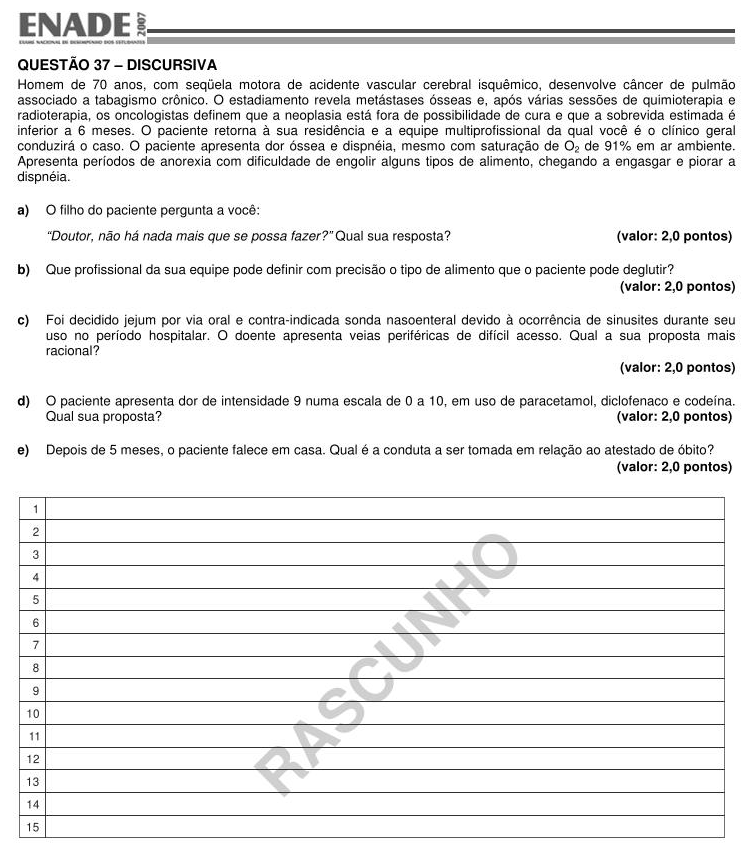 ENADE 2007
EXAME NACIONAL DE DESEMPENHO DOS ESTUDANTES
QUESTÃO 37 – DISCURSIVA
Homem de 70 anos, com seqüela motora de acidente vascular cerebral isquêmico, desenvolve câncer de pulmão
associado a tabagismo crônico. O estadiamento revela metástases ósseas e, após várias sessões de quimioterapia e
radioterapia, os oncologistas definem que a neoplasia está fora de possibilidade de cura e que a sobrevida estimada é
inferior a 6 meses. O paciente retorna à sua residência e a equipe multiprofissional da qual você é o clínico geral
conduzirá o caso. O paciente apresenta dor óssea e dispnéia, mesmo com saturação de O₂ de 91% em ar ambiente.
Apresenta períodos de anorexia com dificuldade de engolir alguns tipos de alimento, chegando a engasgar e piorar a
dispnéia.
a) O filho do paciente pergunta a você:
“Doutor, não há nada mais que se possa fazer?” Qual sua resposta? (valor: 2,0 pontos)
b) Que profissional da sua equipe pode definir com precisão o tipo de alimento que o paciente pode deglutir?
(valor: 2,0 pontos)
c) Foi decidido jejum por via oral e contra-indicada sonda nasoenteral devido à ocorrência de sinusites durante seu
uso no período hospitalar. O doente apresenta veias periféricas de difícil acesso. Qual a sua proposta mais
racional?
(valor: 2,0 pontos)
d) O paciente apresenta dor de intensidade 9 numa escala de 0 a 10, em uso de paracetamol, diclofenaco e codeína.
Qual sua proposta? (valor: 2,0 pontos)
e) Depois de 5 meses, o paciente falece em casa. Qual é a conduta a ser tomada em relação ao atestado de óbito?
(valor: 2,0 pontos)
1
2
3
4
5
6
7
8
9
10
11
12
13
14
15
RASCUNHO